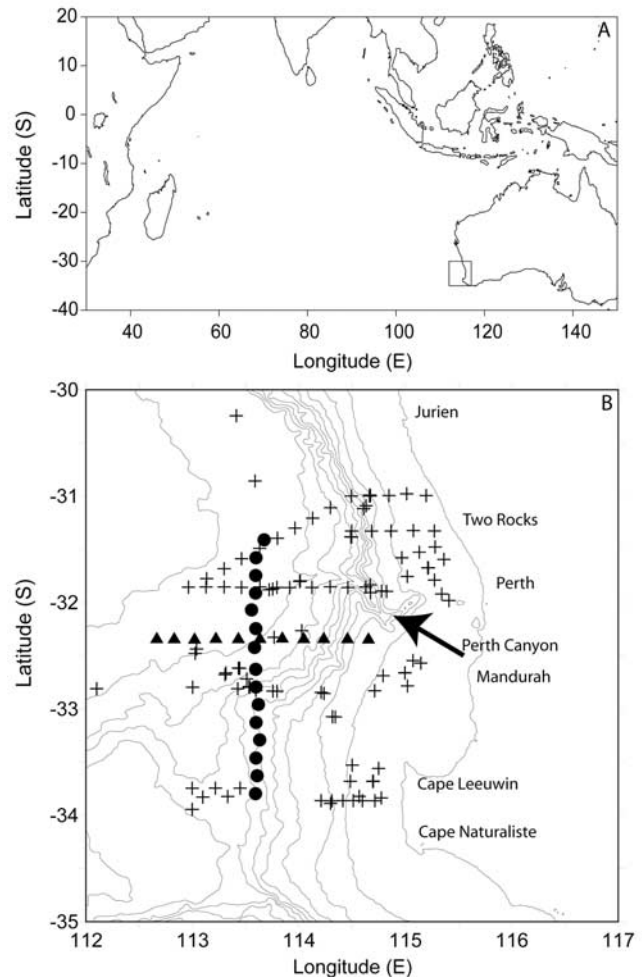 20
10
0
-10
-20
-30
-40
Latitude (S)
A
40 60 80 100 120 140
Longitude (E)
-30
-31
-32
-33
-34
-35
Latitude (S)
B
Jurien
Two Rocks
Perth
Perth Canyon
Mandurah
Cape Leeuwin
Cape Naturaliste
112 113 114 115 116 117
Longitude (E)